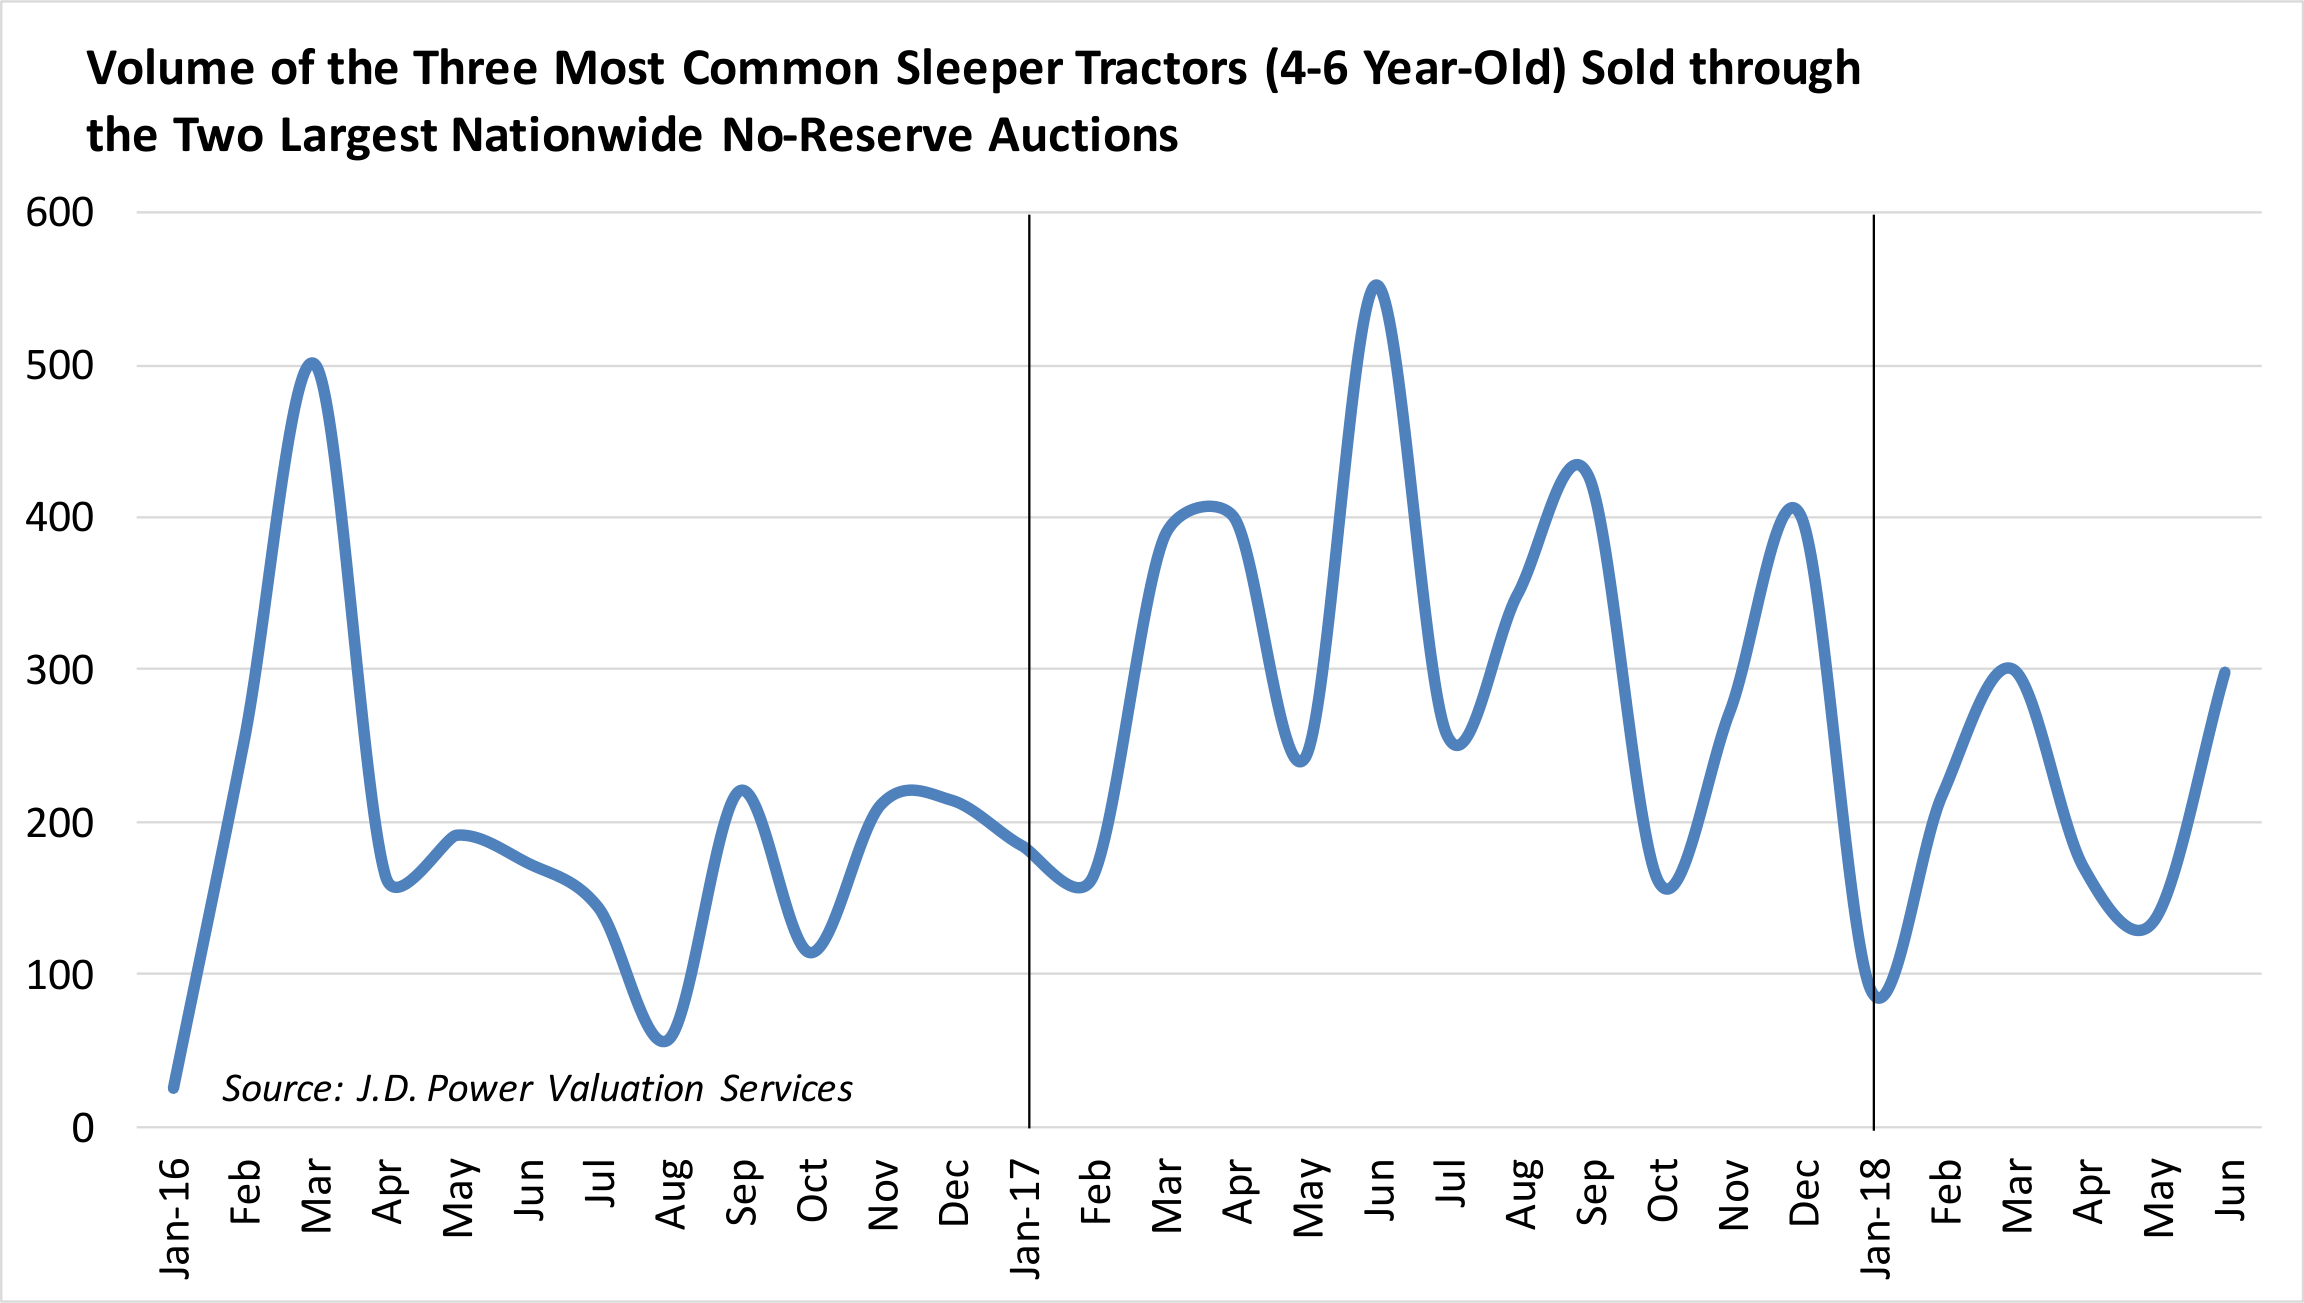 Volume of the Three Most Common Sleeper Tractors (4-6 Year-Old) Sold through
the Two Largest Nationwide No-Reserve Auctions
600
500
400
300
200
100
0
Source: J.D. Power Valuation Services
Jan-16
Feb
Mar
Apr
May
Jun
Jul
Aug
Sep
Oct
Nov
Dec
Jan-17
Feb
Mar
Apr
May
Jun
Jul
Aug
Sep
Oct
Nov
Dec
Jan-18
Feb
Mar
Apr
May
Jun